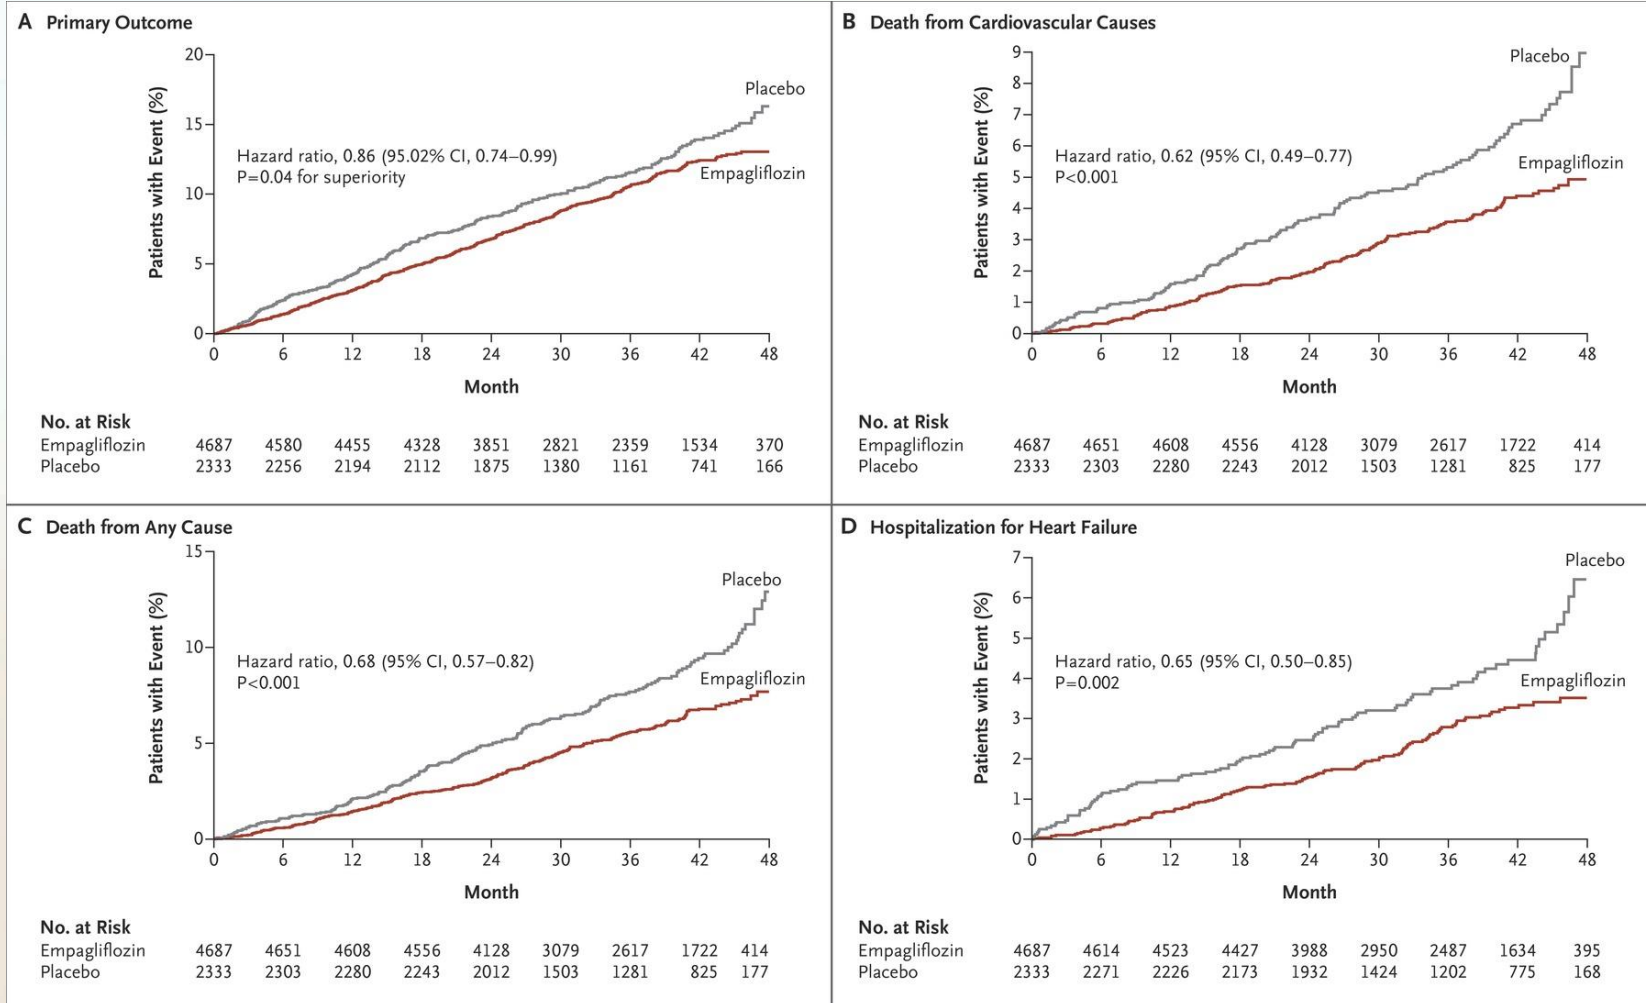 A Primary Outcome
Patients with Event (%)
20
15
10
5
0
Placebo
Hazard ratio, 0.86 (95.02% CI, 0.74–0.99)
P=0.04 for superiority
Empagliflozin
0 6 12 18 24 30 36 42 48
Month
No. at Risk
Empagliflozin 4687 4580 4455 4328 3851 2821 2359 1534 370
Placebo 2333 2256 2194 2112 1875 1380 1161 741 166
B Death from Cardiovascular Causes
Patients with Event (%)
9
8
7
6
5
4
3
2
1
0
Placebo
Hazard ratio, 0.62 (95% CI, 0.49–0.77)
P<0.001
Empagliflozin
0 6 12 18 24 30 36 42 48
Month
No. at Risk
Empagliflozin 4687 4651 4608 4556 4128 3079 2617 1722 414
Placebo 2333 2303 2280 2243 2012 1503 1281 825 177
C Death from Any Cause
Patients with Event (%)
15
10
5
0
Placebo
Hazard ratio, 0.68 (95% CI, 0.57–0.82)
P<0.001
Empagliflozin
0 6 12 18 24 30 36 42 48
Month
No. at Risk
Empagliflozin 4687 4651 4608 4556 4128 3079 2617 1722 414
Placebo 2333 2303 2280 2243 2012 1503 1281 825 177
D Hospitalization for Heart Failure
Patients with Event (%)
7
6
5
4
3
2
1
0
Placebo
Hazard ratio, 0.65 (95% CI, 0.50–0.85)
P=0.002
Empagliflozin
0 6 12 18 24 30 36 42 48
Month
No. at Risk
Empagliflozin 4687 4614 4523 4427 3988 2950 2487 1634 395
Placebo 2333 2271 2226 2173 1932 1424 1202 775 168